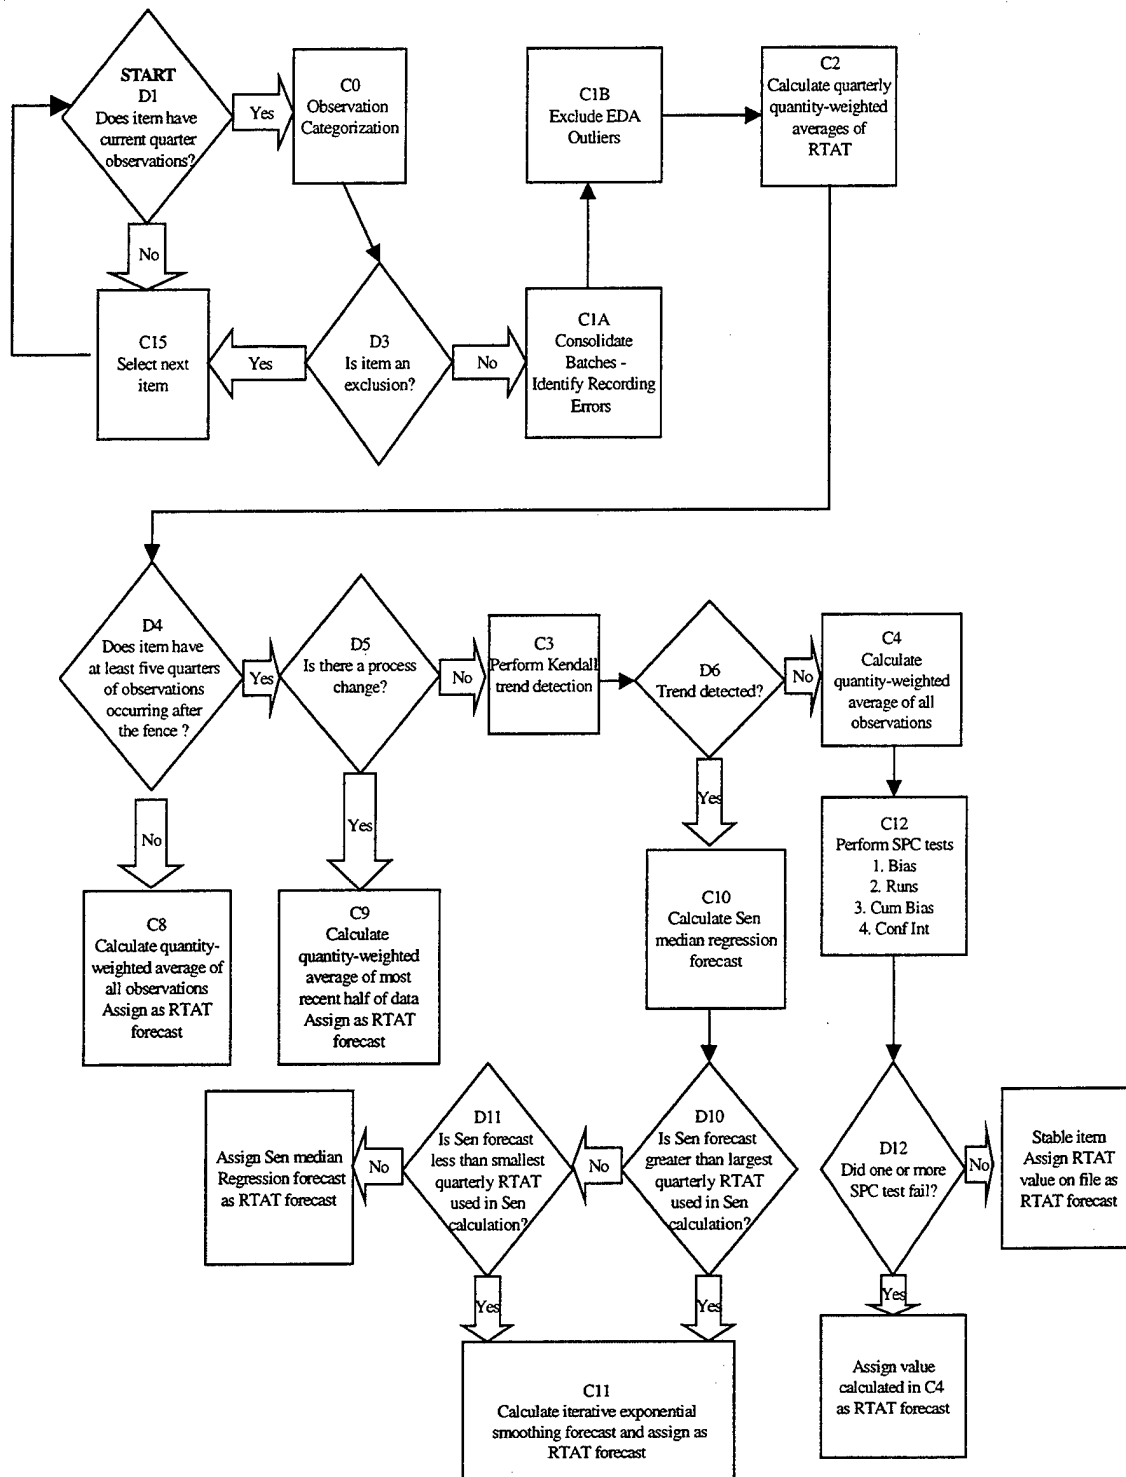 START
D1
Does item have
current quarter
observations?
Yes
C0
Observation
Categorization
C1B
Exclude EDA
Outliers
C2
Calculate quarterly
quantity-weighted
averages of
RTAT
No
C15
Select next
item
Yes
D3
Is item an
exclusion?
No
C1A
Consolidate
Batches -
Identify Recording
Errors
D4
Does item have
at least five quarters
of observations
occurring after
the fence ?
Yes
D5
Is there a process
change?
No
C3
Perform Kendall
trend detection
D6
Trend detected?
No
C4
Calculate
quantity-weighted
average of all
observations
No
Yes
Yes
C12
Perform SPC tests
1. Bias
2. Runs
3. Cum Bias
4. Conf Int
C8
Calculate quantity-
weighted average of
all observations
Assign as RTAT
forecast
C9
Calculate
quantity-weighted
average of most
recent half of data
Assign as RTAT
forecast
C10
Calculate Sen
median regression
forecast
Assign Sen median
Regression forecast
as RTAT forecast
No
D11
Is Sen forecast
less than smallest
quarterly RTAT
used in Sen
calculation?
No
D10
Is Sen forecast
greater than largest
quarterly RTAT
used in Sen
calculation?
D12
Did one or more
SPC test fail?
No
Stable item
Assign RTAT
value on file as
RTAT forecast
Yes
Yes
Yes
C11
Calculate iterative exponential
smoothing forecast and assign as
RTAT forecast
Assign value
calculated in C4
as RTAT forecast